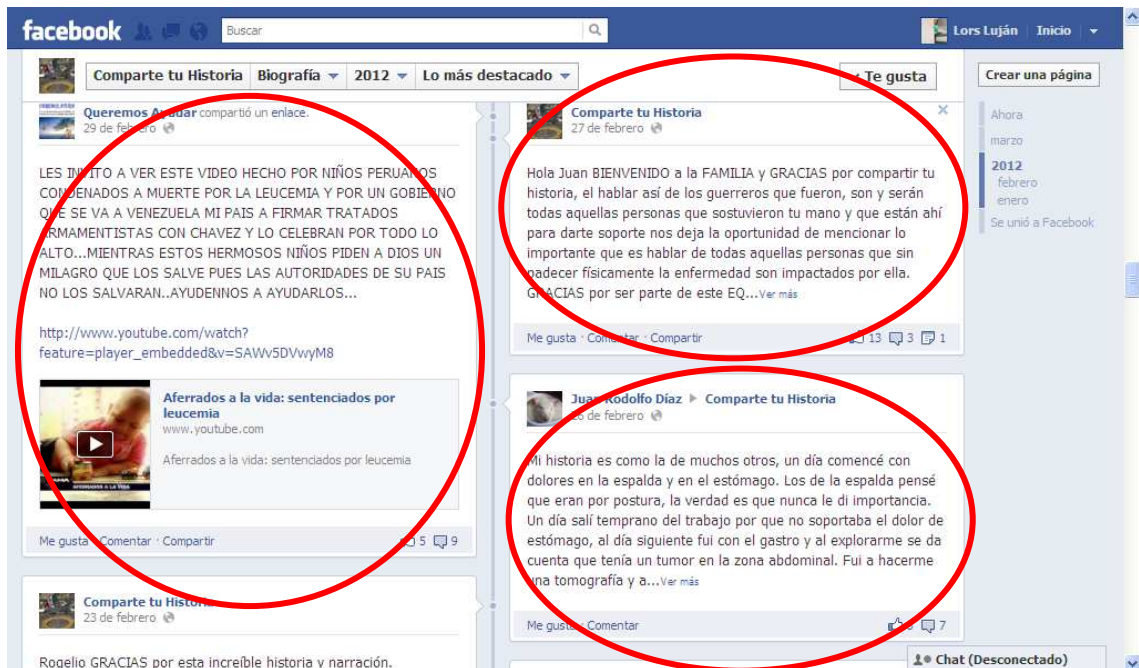 facebook
Buscar
Lors Luján Inicio
Comparte tu Historia Biografía 2012 Lo más destacado
Te gusta
Crear una página
Ahora
marzo
2012
febrero
enero
Se unió a Facebook
Queremos Ayudar compartió un enlace.
29 de febrero
LES INVITO A VER ESTE VIDEO HECHO POR NIÑOS PERUANOS
CONDENADOS A MUERTE POR LA LEUCEMIA Y POR UN GOBIERNO
QUE SE VA A VENEZUELA MI PAIS A FIRMAR TRATADOS
ARMAMENTISTAS CON CHAVEZ Y LO CELEBRAN POR TODO LO
ALTO...MIENTRAS ESTOS HERMOSOS NIÑOS PIDEN A DIOS UN
MILAGRO QUE LOS SALVE PUES LAS AUTORIDADES DE SU PAIS
NO LOS SALVARAN..AYUDENNOS A AYUDARLOS...
http://www.youtube.com/watch?
feature=player_embedded&v=SAWv5DVwyM8
Aferrados a la vida: sentenciados por
leucemia
www.youtube.com
Aferrados a la vida: sentenciados por leucemia
Me gusta · Comentar · Compartir 5 9
Comparte tu Historia
23 de febrero
Rogelio GRACIAS por esta increíble historia y narración.
Comparte tu Historia
27 de febrero
Hola Juan BIENVENIDO a la FAMILIA y GRACIAS por compartir tu
historia, el hablar así de los guerreros que fueron, son y serán
todas aquellas personas que sostuvieron tu mano y que están ahí
para darte soporte nos deja la oportunidad de mencionar lo
importante que es hablar de todas aquellas personas que sin
padecer físicamente la enfermedad son impactados por ella.
GRACIAS por ser parte de este EQ...Ver más
Me gusta · Comentar · Compartir 13 3 1
Juan Rodolfo Díaz Comparte tu Historia
26 de febrero
Mi historia es como la de muchos otros, un día comencé con
dolores en la espalda y en el estómago. Los de la espalda pensé
que eran por postura, la verdad es que nunca le di importancia.
Un día salí temprano del trabajo por que no soportaba el dolor de
estómago, al día siguiente fui con el gastro y al explorarme se da
cuenta que tenía un tumor en la zona abdominal. Fui a hacerme
una tomografía y a...Ver más
Me gusta · Comentar 7
Chat (Desconectado)